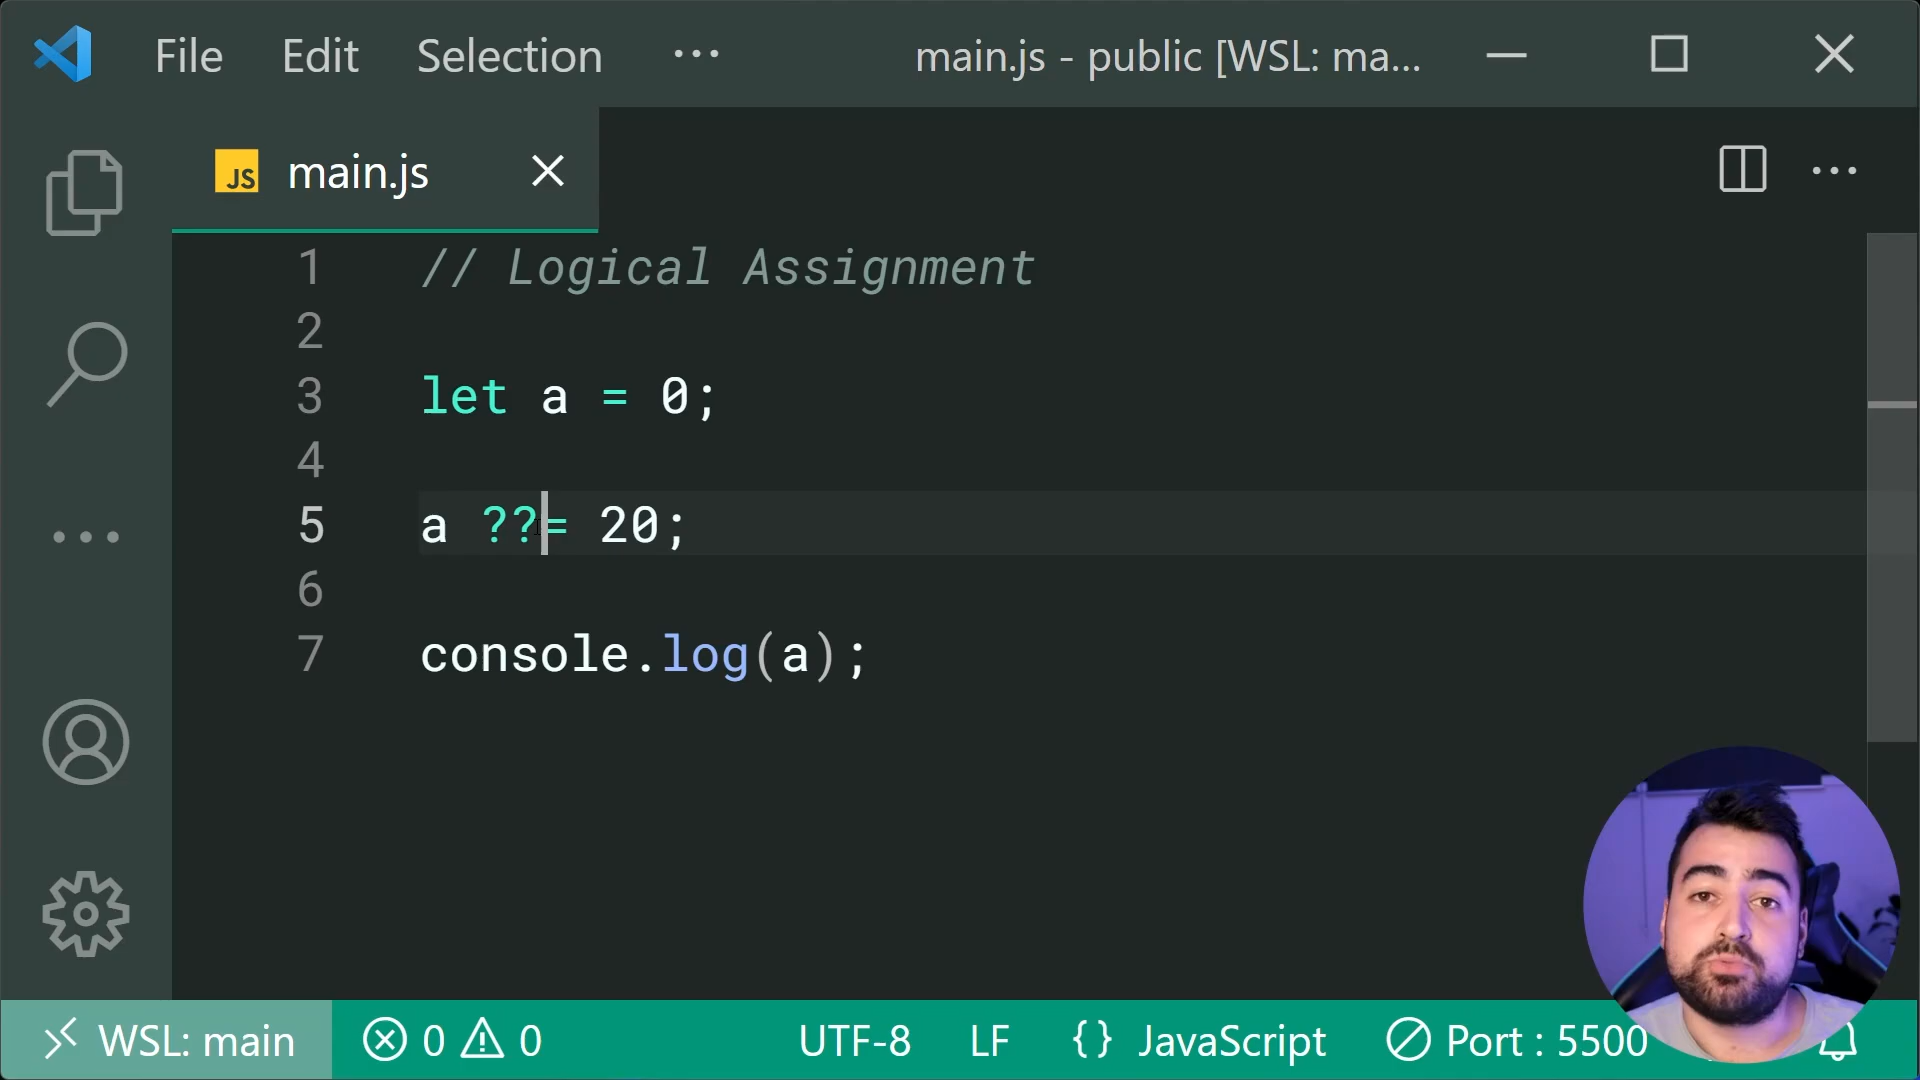 File Edit Selection ··· main.js - public [WSL: ma...
JS main.js
1 // Logical Assignment
2
3 let a = 0;
4
5 a ??= 20;
6
7 console.log(a);
WSL: main 0 0 UTF-8 LF {} JavaScript Port : 5500